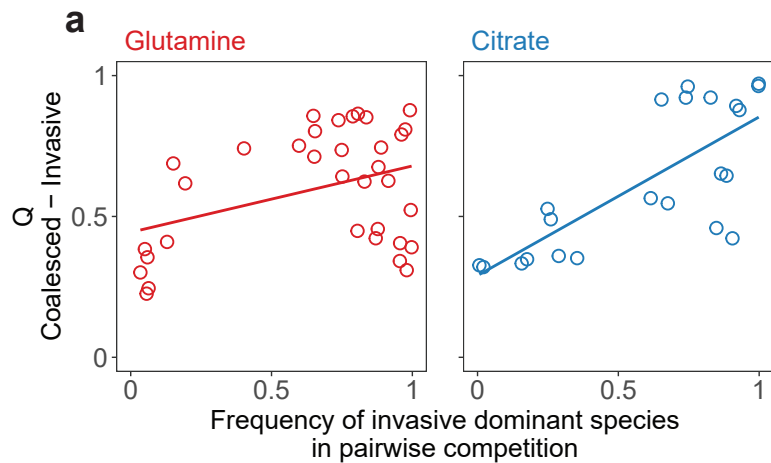 a
Glutamine
Citrate
Q
Coalesced – Invasive
1
0.5
0
0
0.5
1
0
0.5
1
Frequency of invasive dominant species
in pairwise competition